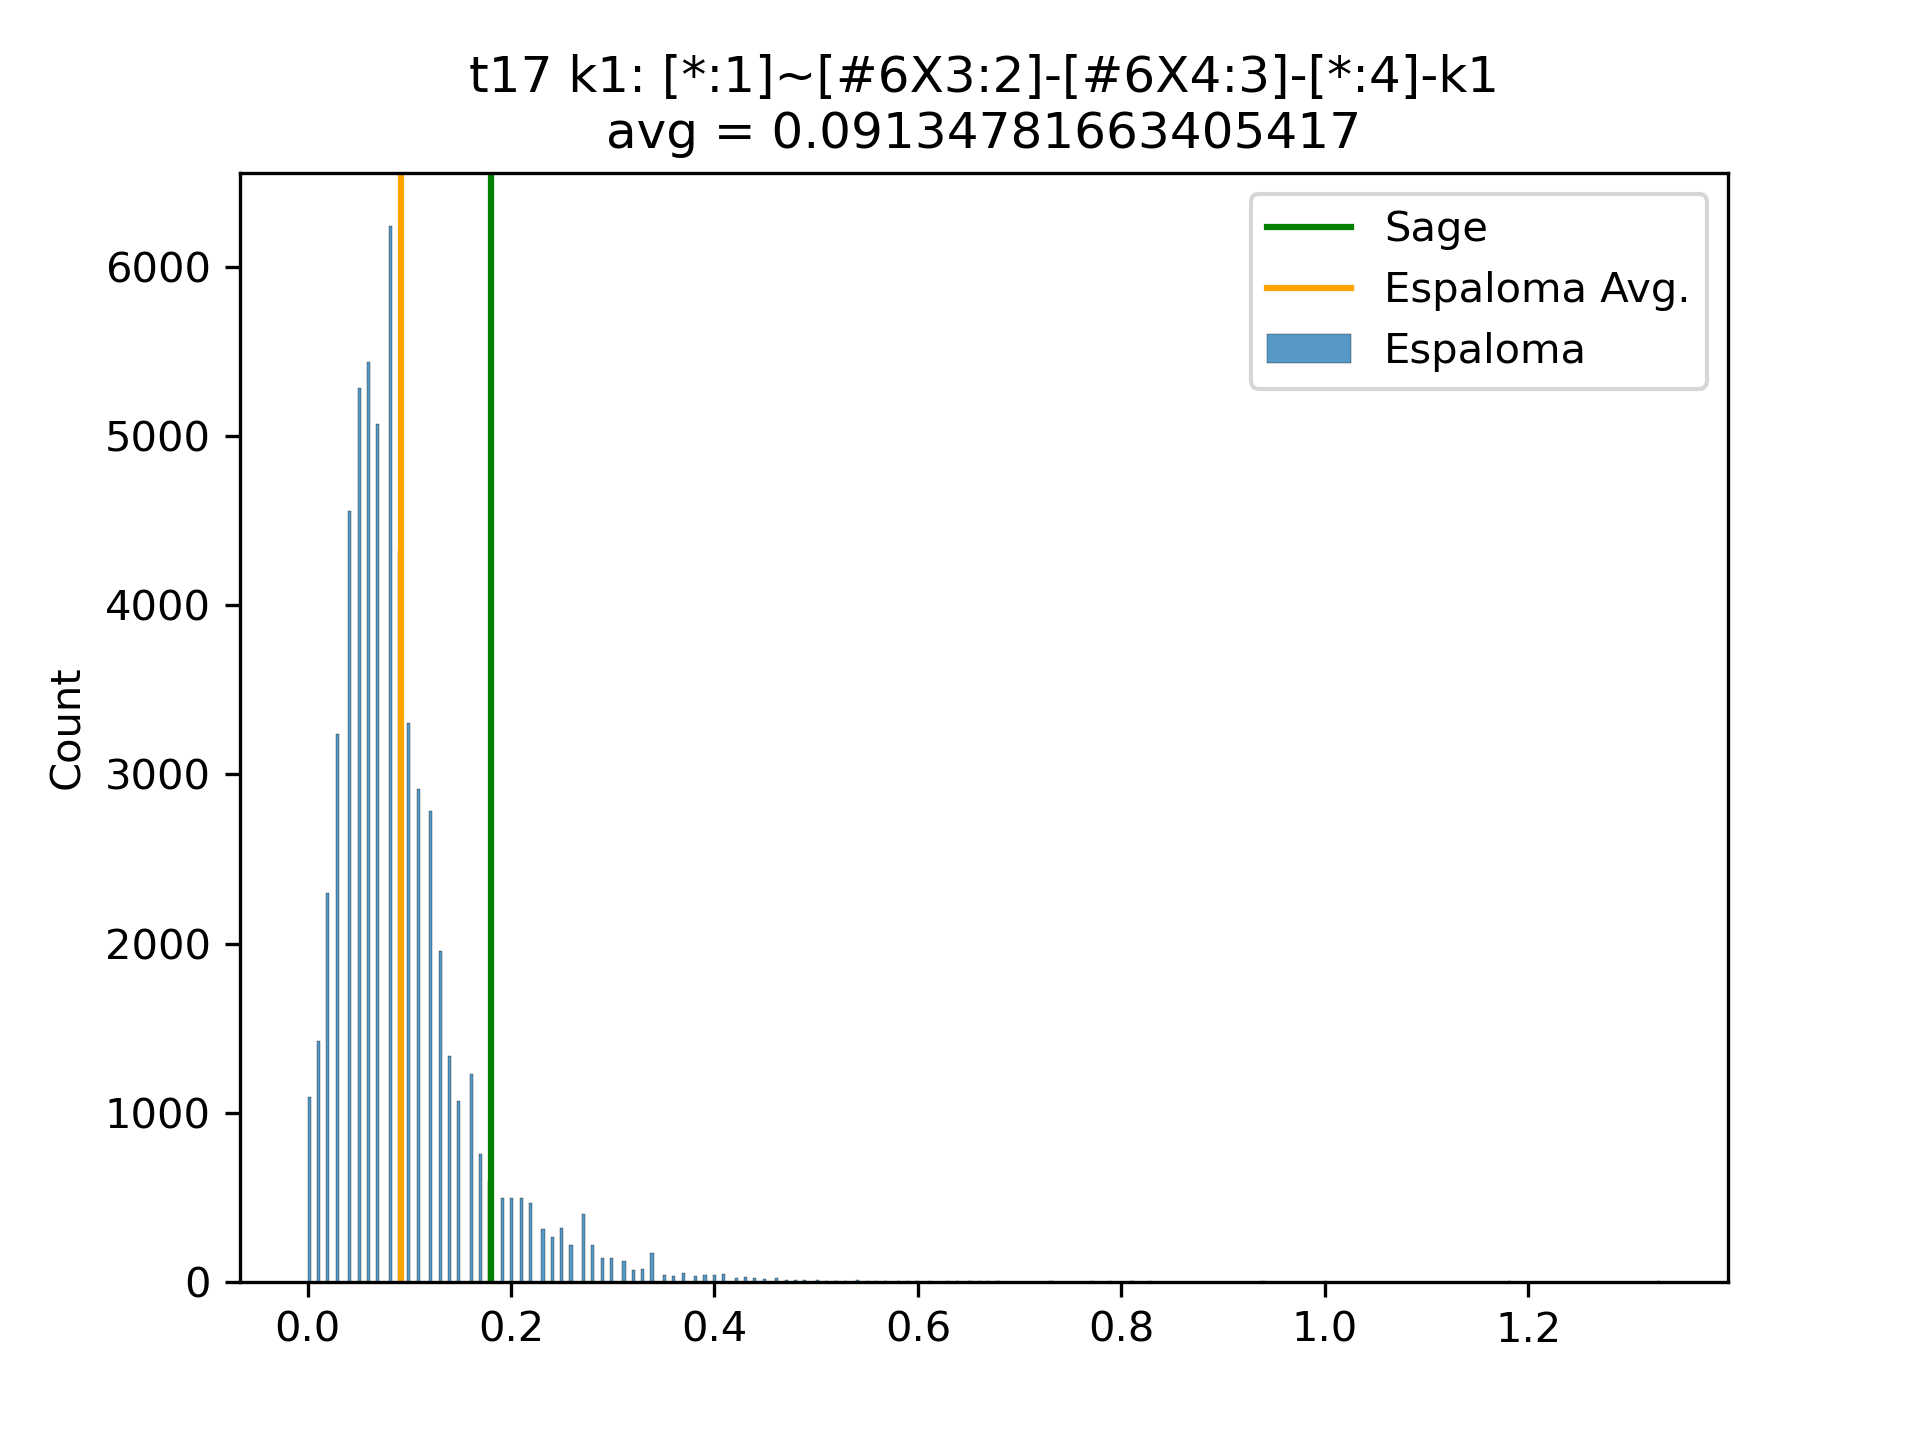 t17 k1: [*:1]~[#6X3:2]-[#6X4:3]-[*:4]-k1
avg = 0.09134781663405417
Sage
Espaloma Avg.
Espaloma
Count
6000
5000
4000
3000
2000
1000
0
0.0 0.2 0.4 0.6 0.8 1.0 1.2